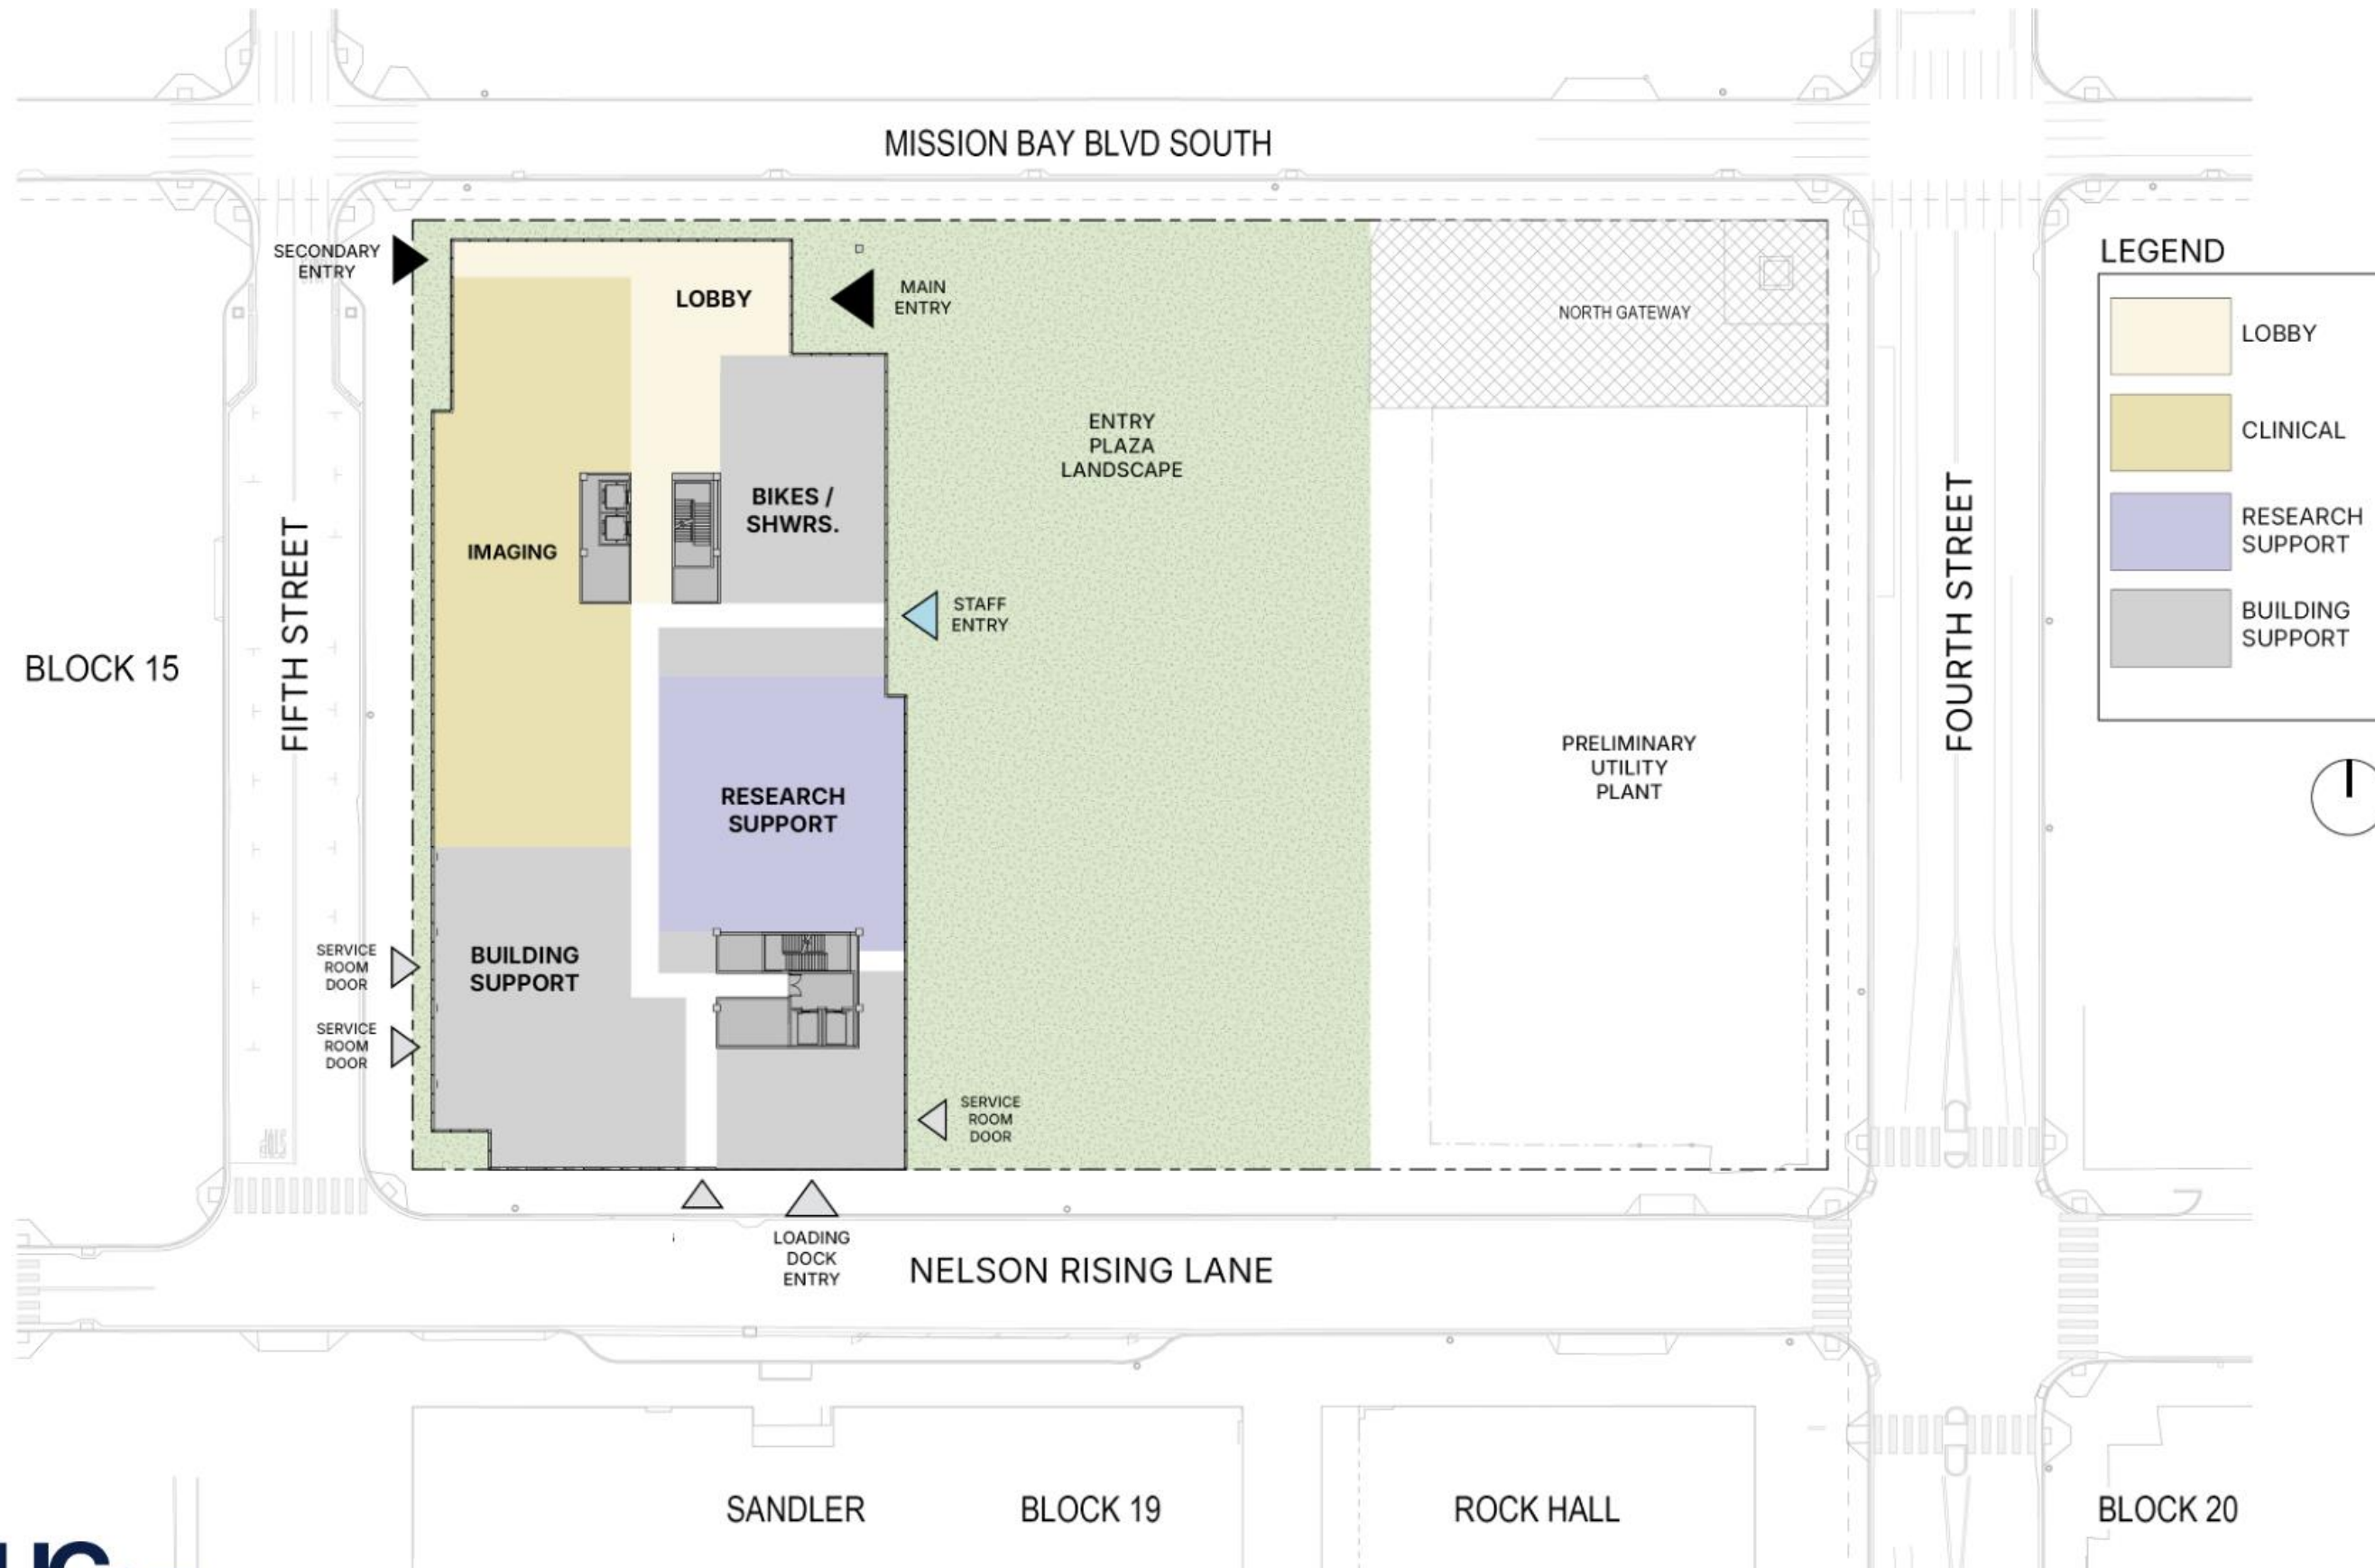 MISSION BAY BLVD SOUTH
SECONDARY
ENTRY
LOBBY
MAIN
ENTRY
NORTH GATEWAY
LEGEND
LOBBY
CLINICAL
RESEARCH
SUPPORT
BUILDING
SUPPORT
ENTRY
PLAZA
LANDSCAPE
BIKES /
SHWRS.
IMAGING
STAFF
ENTRY
BLOCK 15
FIFTH STREET
FOURTH STREET
RESEARCH
SUPPORT
PRELIMINARY
UTILITY
PLANT
SERVICE
ROOM
DOOR
BUILDING
SUPPORT
SERVICE
ROOM
DOOR
SERVICE
ROOM
DOOR
LOADING
DOCK
ENTRY
NELSON RISING LANE
SANDLER
BLOCK 19
ROCK HALL
BLOCK 20